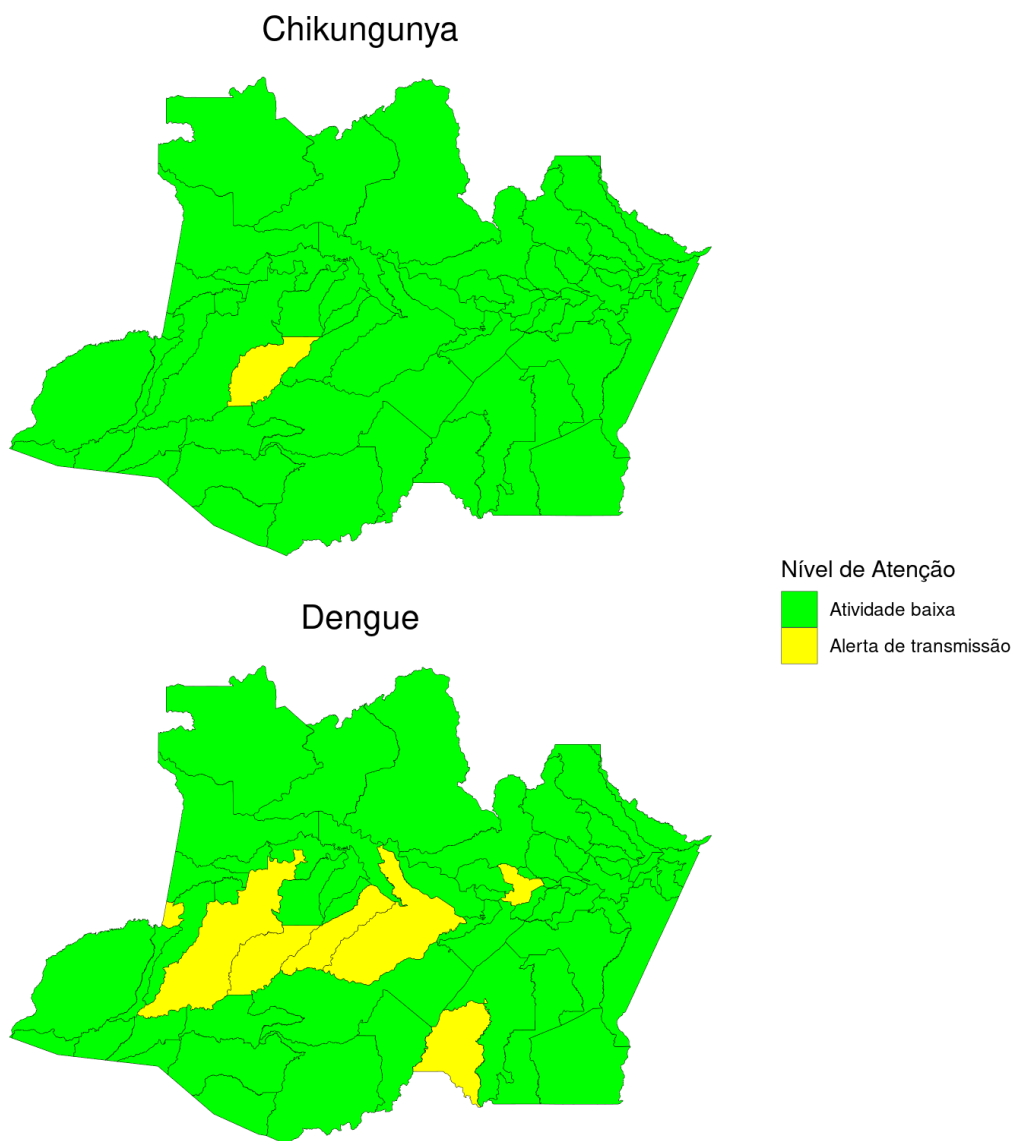 Chikungunya
Nível de Atenção
Atividade baixa
Alerta de transmissão
Dengue